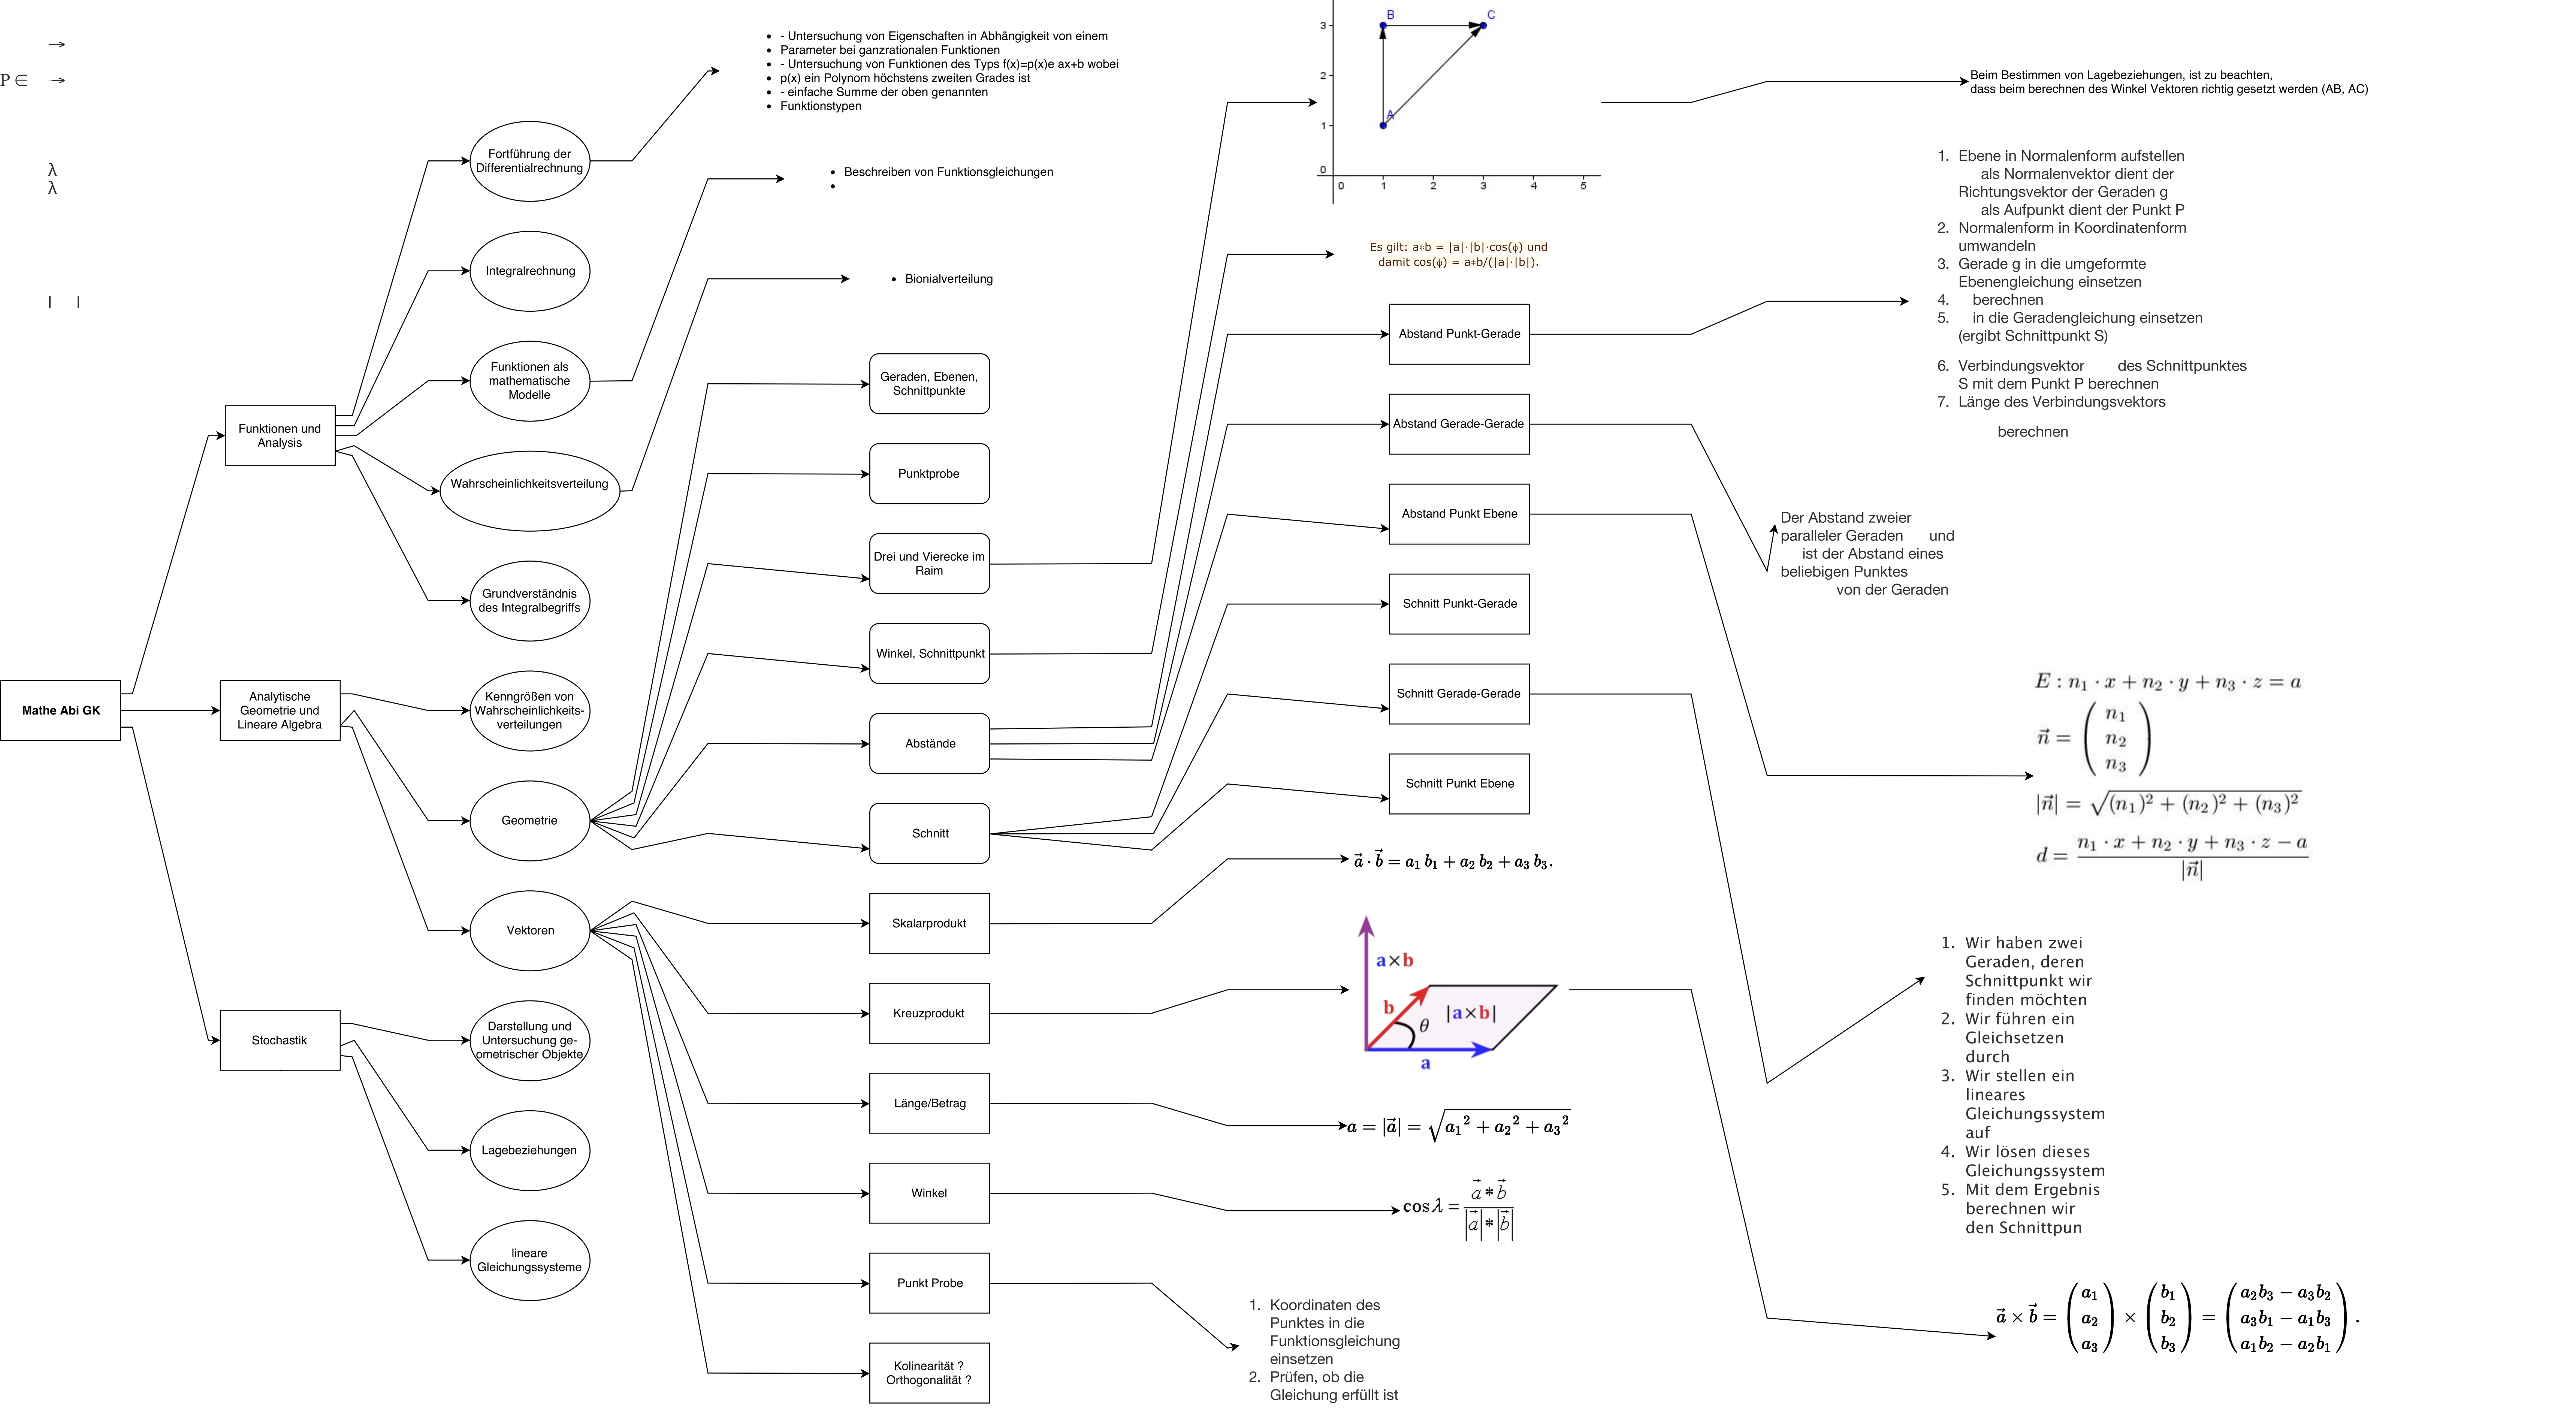 →
P ∈ →
λ
λ
| |
Mathe Abi GK
Funktionen und
Analysis
Analytische
Geometrie und
Lineare Algebra
Stochastik
Fortführung der
Differentialrechnung
Integralrechnung
Funktionen als
mathematische
Modelle
Wahrscheinlichkeitsverteilung
Grundverständnis
des Integralbegriffs
Kenngrößen von
Wahrscheinlichkeits-
verteilungen
Geometrie
Vektoren
Darstellung und
Untersuchung ge-
ometrischer Objekte
Lagebeziehungen
lineare
Gleichungssysteme
• - Untersuchung von Eigenschaften in Abhängigkeit von einem
• Parameter bei ganzrationalen Funktionen
• - Untersuchung von Funktionen des Typs f(x)=p(x)e ax+b wobei
• p(x) ein Polynom höchstens zweiten Grades ist
• - einfache Summe der oben genannten
• Funktionstypen
• Beschreiben von Funktionsgleichungen
•
• Bionialverteilung
Geraden, Ebenen,
Schnittpunkte
Punktprobe
Drei und Vierecke im
Raim
Winkel, Schnittpunkt
Abstände
Schnitt
Skalarprodukt
Kreuzprodukt
Länge/Betrag
Winkel
Punkt Probe
Kolinearität ?
Orthogonalität ?
B C
3
2
A
1
0
0 1 2 3 4 5
Es gilt: a∘b = |a|·|b|·cos(φ) und
damit cos(φ) = a∘b/(|a|·|b|).
Abstand Punkt-Gerade
Abstand Gerade-Gerade
Abstand Punkt Ebene
Schnitt Punkt-Gerade
Schnitt Gerade-Gerade
Schnitt Punkt Ebene
a⃗ · b⃗ = a₁ b₁ + a₂ b₂ + a₃ b₃.
a×b
b θ |a×b|
a
a = |a⃗| = √(a₁² + a₂² + a₃²)
cos λ = (a⃗ * b⃗) / (|a⃗| * |b⃗|)
1. Koordinaten des
Punktes in die
Funktionsgleichung
einsetzen
2. Prüfen, ob die
Gleichung erfüllt ist
Beim Bestimmen von Lagebeziehungen, ist zu beachten,
dass beim berechnen des Winkel Vektoren richtig gesetzt werden (AB, AC)
1. Ebene in Normalenform aufstellen
als Normalenvektor dient der
Richtungsvektor der Geraden g
als Aufpunkt dient der Punkt P
2. Normalenform in Koordinatenform
umwandeln
3. Gerade g in die umgeformte
Ebenengleichung einsetzen
4. berechnen
5. in die Geradengleichung einsetzen
(ergibt Schnittpunkt S)
6. Verbindungsvektor des Schnittpunktes
S mit dem Punkt P berechnen
7. Länge des Verbindungsvektors
berechnen
Der Abstand zweier
paralleler Geraden und
ist der Abstand eines
beliebigen Punktes
von der Geraden
E : n₁ · x + n₂ · y + n₃ · z = a
n⃗ = (n₁ n₂ n₃)
|n⃗| = √((n₁)² + (n₂)² + (n₃)²)
d = (n₁ · x + n₂ · y + n₃ · z − a) / |n⃗|
1. Wir haben zwei
Geraden, deren
Schnittpunkt wir
finden möchten
2. Wir führen ein
Gleichsetzen
durch
3. Wir stellen ein
lineares
Gleichungssystem
auf
4. Wir lösen dieses
Gleichungssystem
5. Mit dem Ergebnis
berechnen wir
den Schnittpun
a⃗ × b⃗ = (a₁ a₂ a₃) × (b₁ b₂ b₃) = (a₂b₃ − a₃b₂ a₃b₁ − a₁b₃ a₁b₂ − a₂b₁).